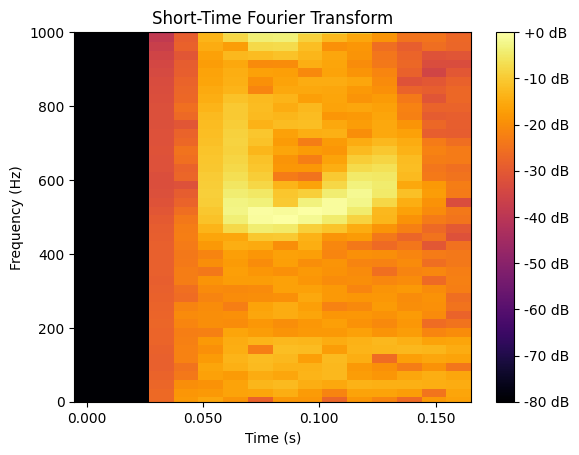 Short-Time Fourier Transform
1000
800
600
400
200
0
Frequency (Hz)
0.000
0.050
0.100
0.150
Time (s)
+0 dB
-10 dB
-20 dB
-30 dB
-40 dB
-50 dB
-60 dB
-70 dB
-80 dB